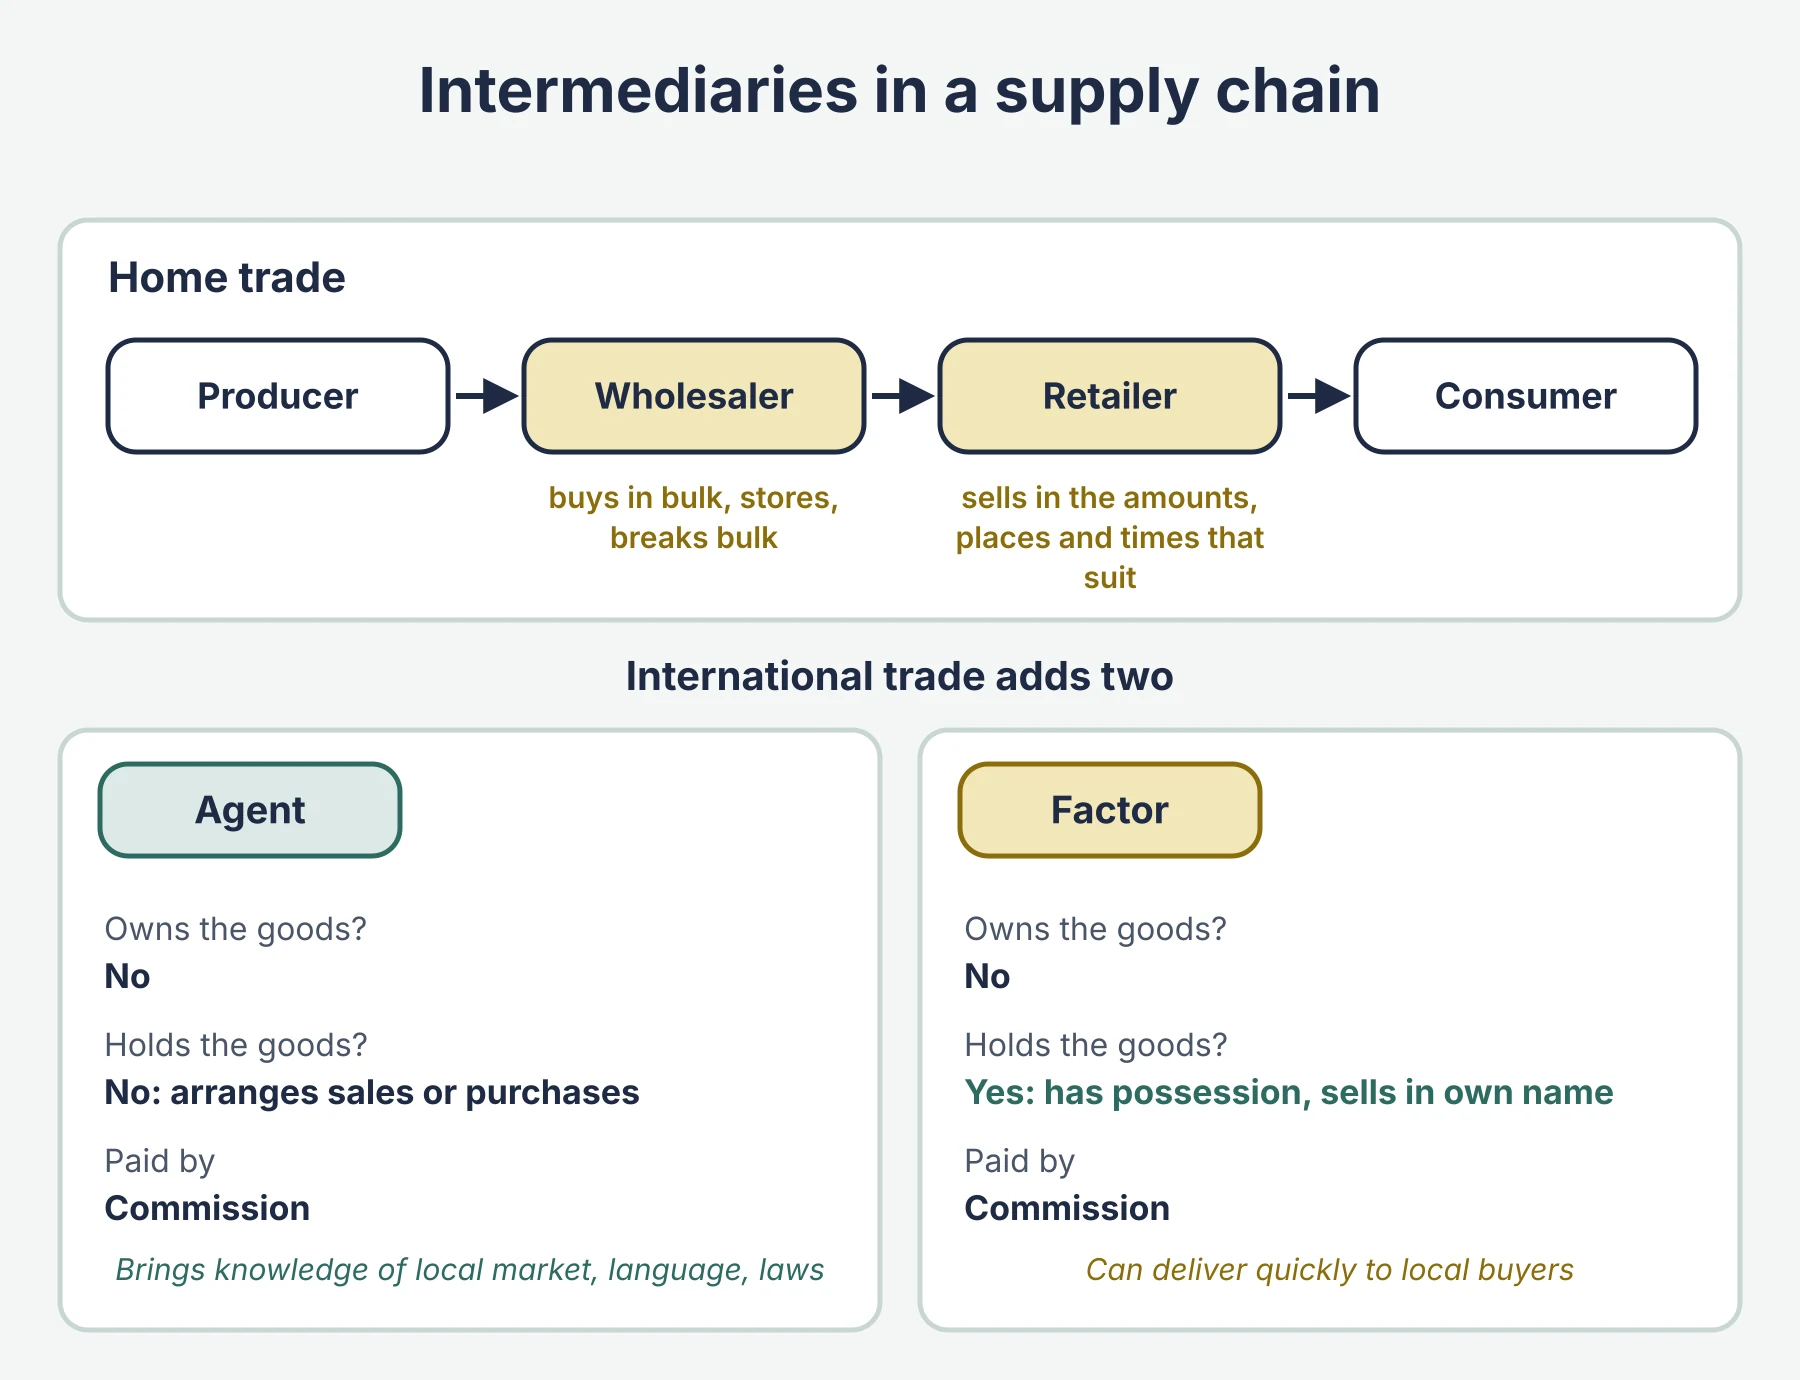 Intermediaries in a supply chain
Home trade
Producer
Wholesaler
Retailer
Consumer
buys in bulk, stores,
breaks bulk
sells in the amounts,
places and times that
suit
International trade adds two
Agent
Owns the goods?
No
Holds the goods?
No: arranges sales or purchases
Paid by
Commission
Brings knowledge of local market, language, laws
Factor
Owns the goods?
No
Holds the goods?
Yes: has possession, sells in own name
Paid by
Commission
Can deliver quickly to local buyers